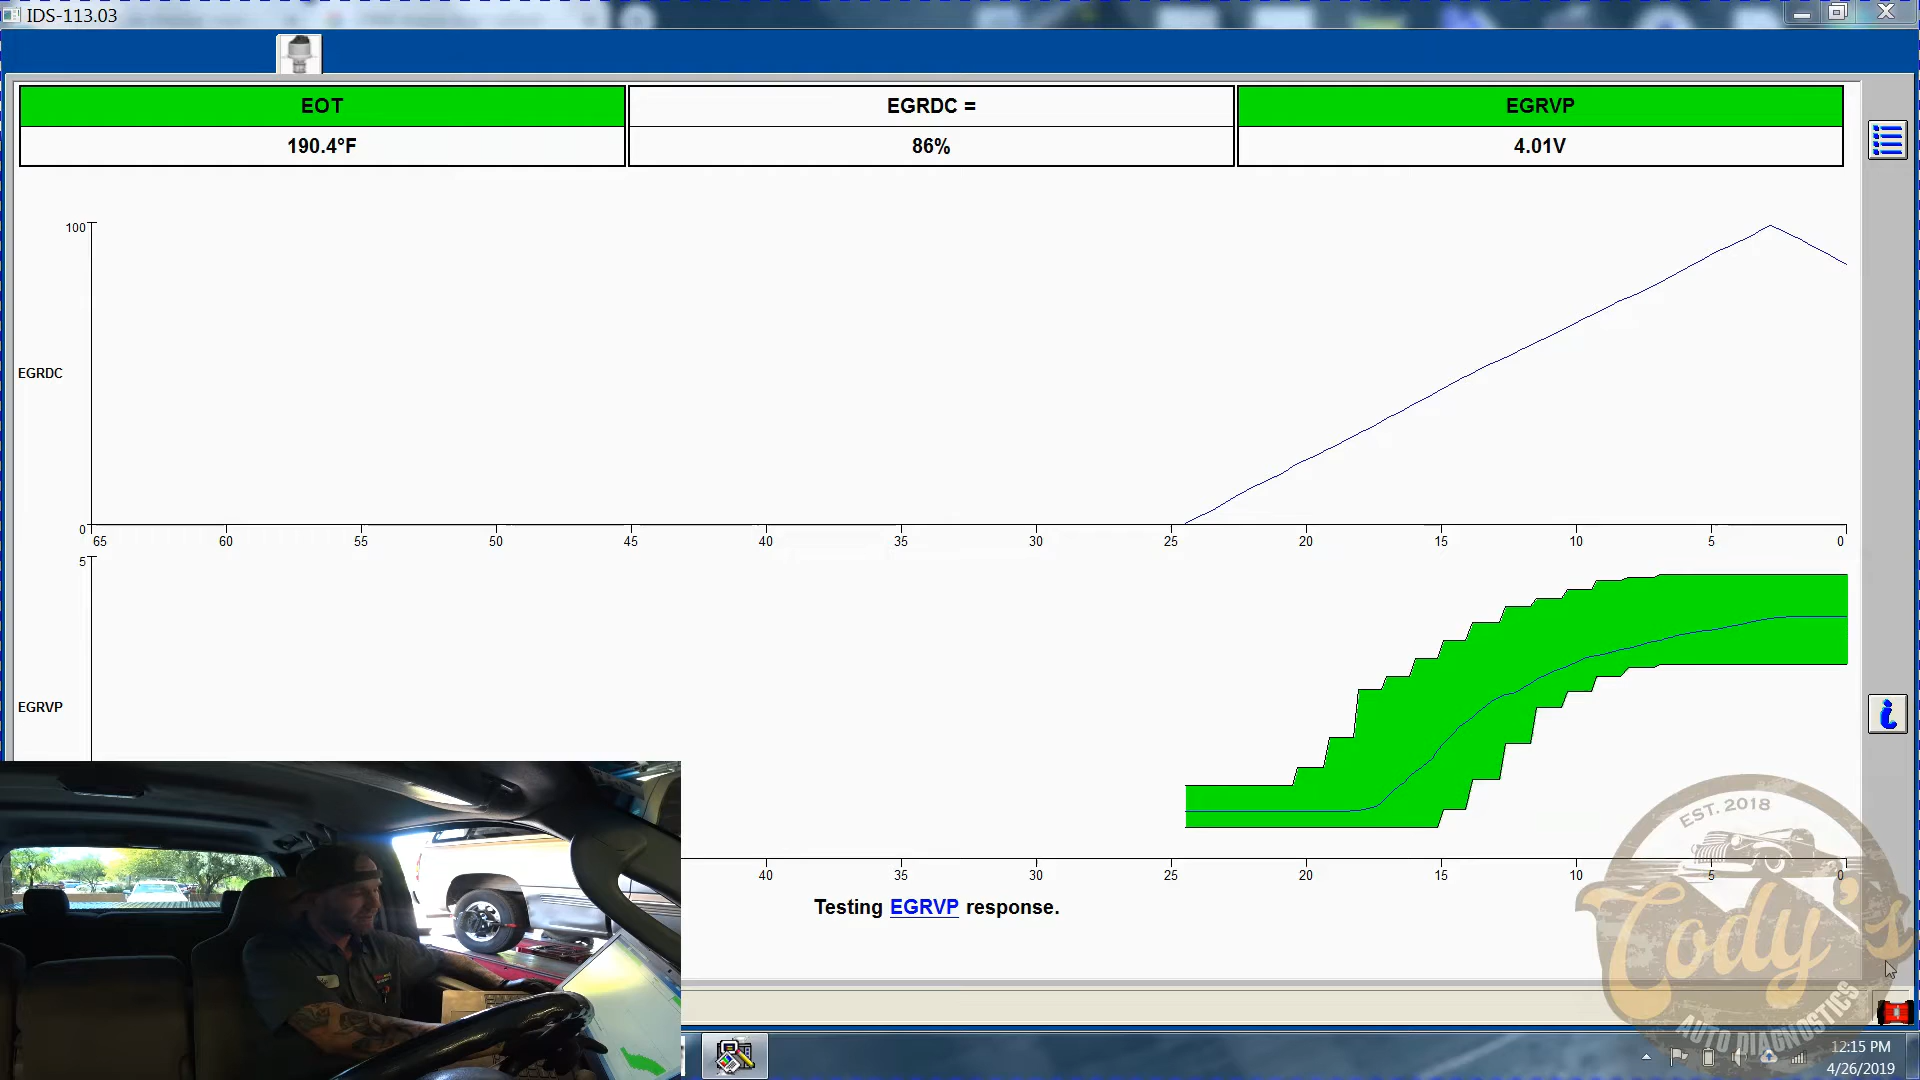 IDS-113.03
EOT
EGRDC =
EGRVP
190.4°F
86%
4.01V
100
EGRDC
0
65 60 55 50 45 40 35 30 25 20 15 10 5 0
5
EGRVP
40 35 30 25 20 15 10 5 0
Testing EGRVP response.
EST. 2018
Cody's
AUTO DIAGNOSTICS
12:15 PM
4/26/2019